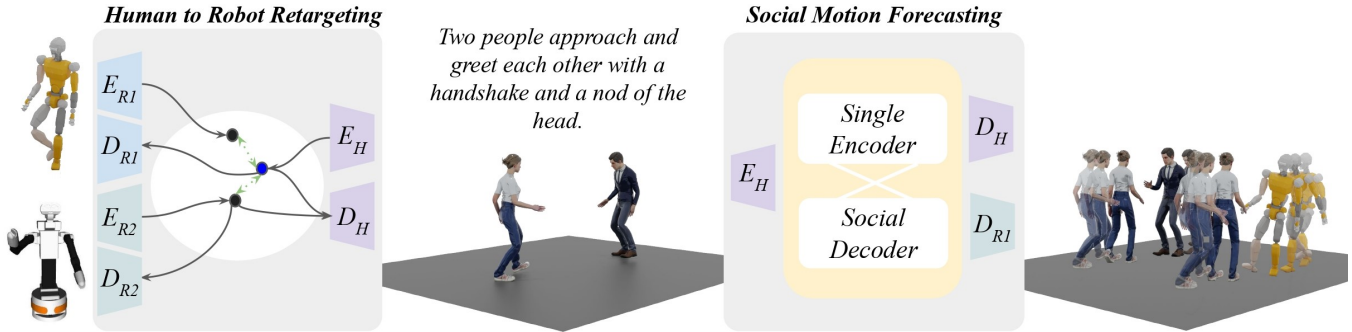 Human to Robot Retargeting
E_R1
D_R1
E_R2
D_R2
E_H
D_H
Two people approach and
greet each other with a
handshake and a nod of the
head.
Social Motion Forecasting
E_H
Single
Encoder
Social
Decoder
D_H
D_R1